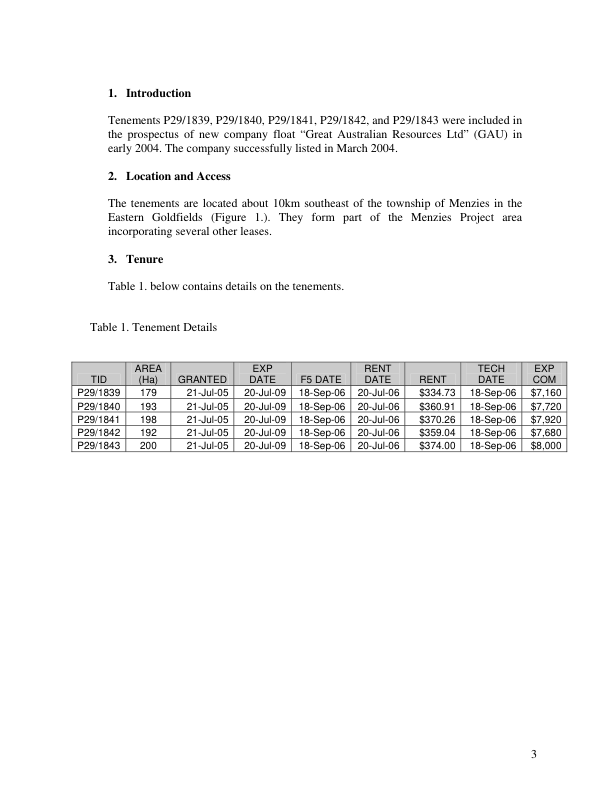 1. Introduction
Tenements P29/1839, P29/1840, P29/1841, P29/1842, and P29/1843 were included in
the prospectus of new company float “Great Australian Resources Ltd” (GAU) in
early 2004. The company successfully listed in March 2004.
2. Location and Access
The tenements are located about 10km southeast of the township of Menzies in the
Eastern Goldfields (Figure 1.). They form part of the Menzies Project area
incorporating several other leases.
3. Tenure
Table 1. below contains details on the tenements.
Table 1. Tenement Details
TID AREA (Ha) GRANTED EXP DATE F5 DATE RENT DATE RENT TECH DATE EXP COM
P29/1839 179 21-Jul-05 20-Jul-09 18-Sep-06 20-Jul-06 $334.73 18-Sep-06 $7,160
P29/1840 193 21-Jul-05 20-Jul-09 18-Sep-06 20-Jul-06 $360.91 18-Sep-06 $7,720
P29/1841 198 21-Jul-05 20-Jul-09 18-Sep-06 20-Jul-06 $370.26 18-Sep-06 $7,920
P29/1842 192 21-Jul-05 20-Jul-09 18-Sep-06 20-Jul-06 $359.04 18-Sep-06 $7,680
P29/1843 200 21-Jul-05 20-Jul-09 18-Sep-06 20-Jul-06 $374.00 18-Sep-06 $8,000
3